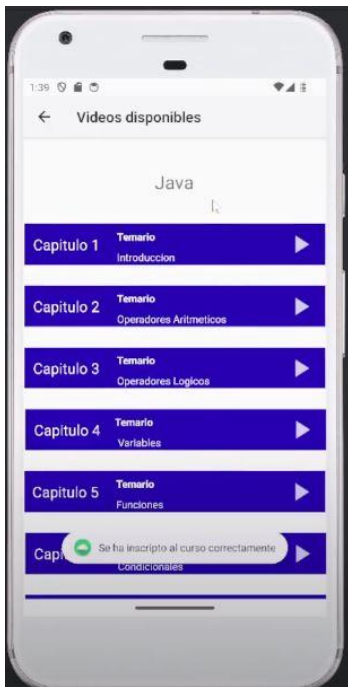 1:39
Videos disponibles
Java
Capitulo 1
Temario
Introduccion
Capitulo 2
Temario
Operadores Aritmeticos
Capitulo 3
Temario
Operadores Logicos
Capitulo 4
Temario
Variables
Capitulo 5
Temario
Funciones
Cap
Se ha inscripto al curso correctamente
Condicionales